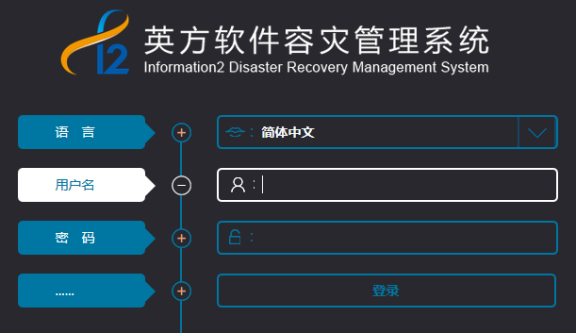 i2
英方软件容灾管理系统
Information2 Disaster Recovery Management System
语 言
: 简体中文
用户名
:
密 码
:
......
登录